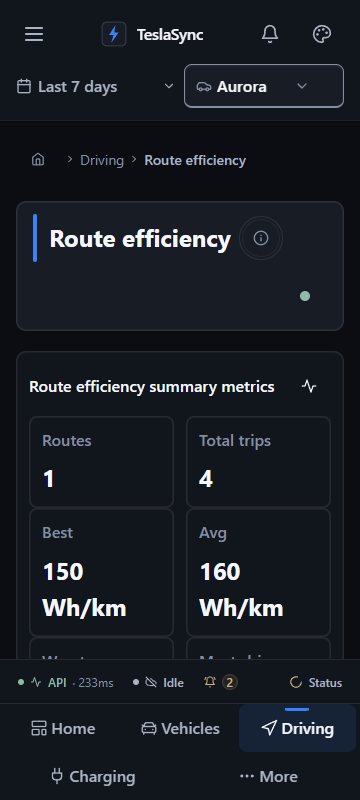 TeslaSync
Last 7 days
Aurora
Driving
Route efficiency
Route efficiency
Route efficiency summary metrics
Routes
Total trips
1
4
Best
Avg
150
Wh/km
160
Wh/km
API · 233ms
Idle
2
Status
Home
Vehicles
Driving
Charging
More